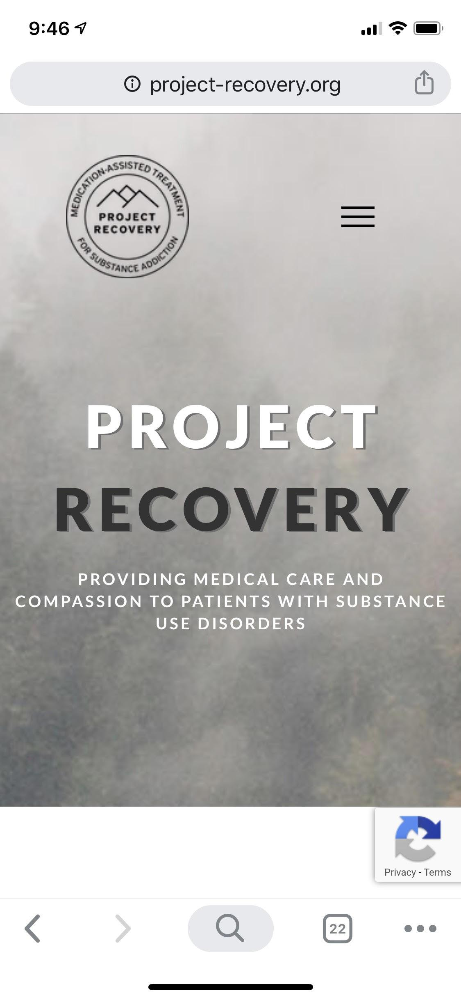 9:46
project-recovery.org
MEDICATION-ASSISTED TREATMENT
PROJECT
RECOVERY
FOR SUBSTANCE ADDICTION
PROJECT
RECOVERY
PROVIDING MEDICAL CARE AND
COMPASSION TO PATIENTS WITH SUBSTANCE
USE DISORDERS
Privacy - Terms
22